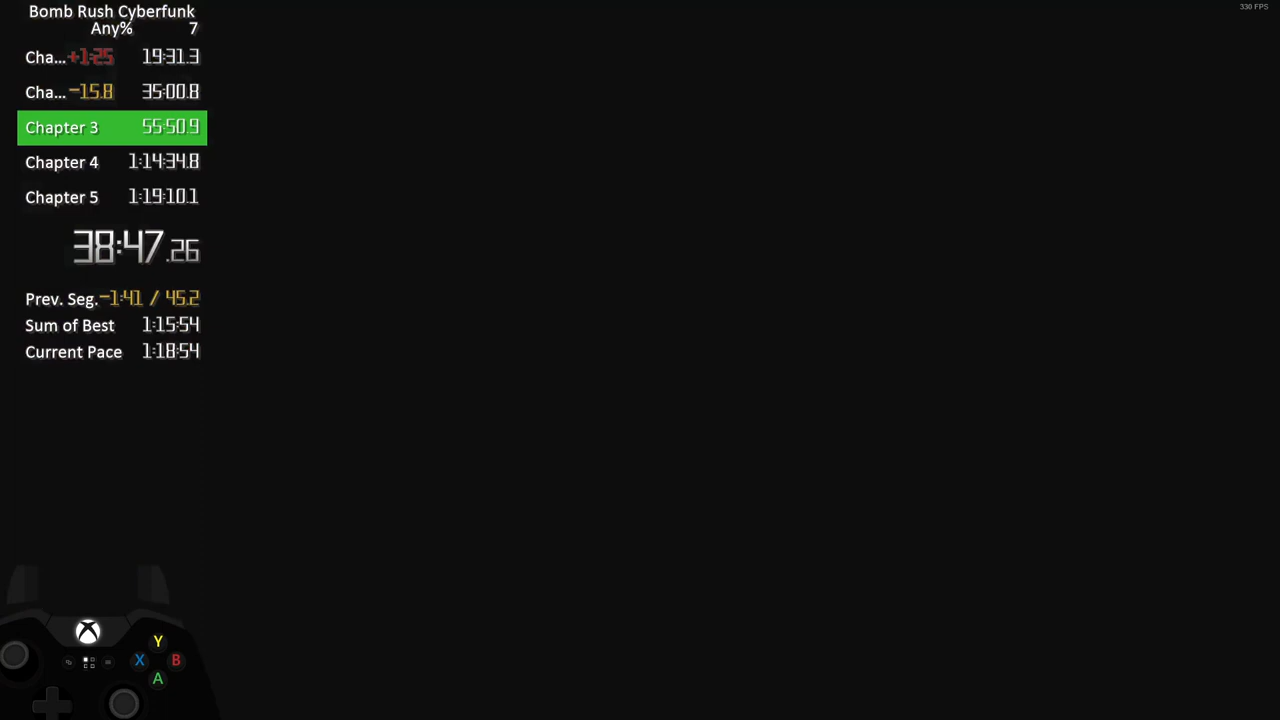 Bomb Rush Cyberfunk
Any% 7
Cha... +1:25 19:31.3
Cha... -15.8 35:00.8
Chapter 3 55:50.9
Chapter 4 1:14:34.8
Chapter 5 1:19:10.1
38:47.26
Prev. Seg. -1:41 / 45.2
Sum of Best 1:15:54
Current Pace 1:18:54
330 FPS
Y
X B
A